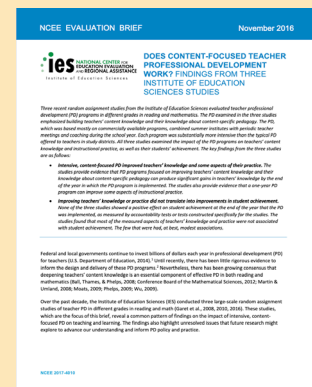 NCEE EVALUATION BRIEF November 2016
ies NATIONAL CENTER FOR
EDUCATION EVALUATION
AND REGIONAL ASSISTANCE
Institute of Education Sciences
DOES CONTENT-FOCUSED TEACHER
PROFESSIONAL DEVELOPMENT
WORK? FINDINGS FROM THREE
INSTITUTE OF EDUCATION
SCIENCES STUDIES
Three recent random assignment studies from the Institute of Education Sciences evaluated teacher professional
development (PD) programs in different grades in reading and mathematics. The PD examined in the three studies
emphasized building teachers' content knowledge and their knowledge about content-specific pedagogy. The PD,
which was based mostly on commercially available programs, combined summer institutes with periodic teacher
meetings and coaching during the school year. Each program was substantially more intensive than the typical PD
offered to teachers in study districts. All three studies examined the impact of the PD programs on teachers' content
knowledge and instructional practice, as well as their students' achievement. The key findings from the three studies
are as follows:
• Intensive, content-focused PD improved teachers' knowledge and some aspects of their practice. The
studies provide evidence that PD programs focused on improving teachers' content knowledge and their
knowledge about content-specific pedagogy can produce significant gains in teachers' knowledge by the end
of the year in which the PD program is implemented. The studies also provide evidence that a one-year PD
program can improve some aspects of instructional practice.
• Improving teachers' knowledge or practice did not translate into improvements in student achievement.
None of the three studies showed a positive effect on student achievement at the end of the year that the PD
was implemented, as measured by accountability tests or tests constructed specifically for the studies. The
studies also found that most of the measured aspects of teachers' knowledge and practice were not associated
with student achievement. The few that were had, at best, modest associations.
Federal and local governments continue to invest billions of dollars each year in professional development (PD)
for teachers (U.S. Department of Education, 2014).¹ Until recently, there has been little rigorous evidence to
inform the design and delivery of these PD programs.² Nevertheless, there has been growing consensus that
deepening teachers' content knowledge is an essential component of effective PD in both reading and
mathematics (Ball, Thames, & Phelps, 2008; Conference Board of the Mathematical Sciences, 2012; Martin &
Umland, 2008; Moats, 2009; Phelps, 2009; Wu, 2009).
Over the past decade, the Institute of Education Sciences (IES) conducted three large-scale random assignment
studies of teacher PD in different grades in reading and math (Garet et al., 2008, 2010, 2016). These studies,
which are the focus of this brief, reveal a common pattern of findings on the impact of intensive, content-
focused PD on teaching and learning. The findings also highlight unresolved issues that future research might
explore to advance our understanding and inform PD policy and practice.
NCEE 2017-4010